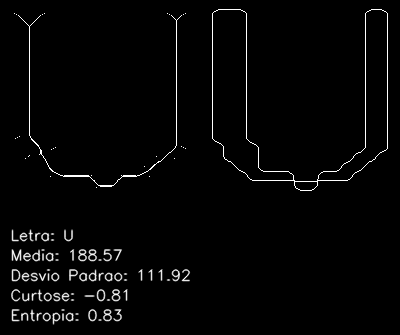 Letra: U
Media: 188.57
Desvio Padrao: 111.92
Curtose: −0.81
Entropia: 0.83